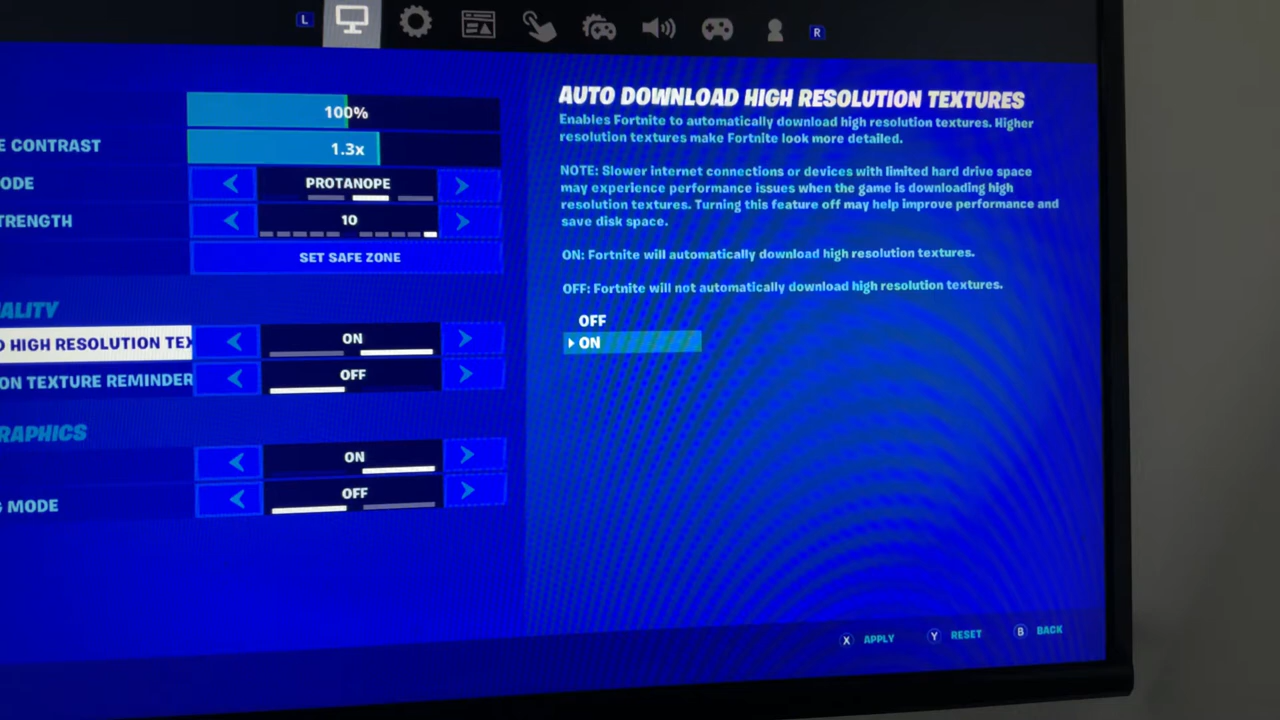 L
R
100%
E CONTRAST
1.3x
ODE
PROTANOPE
TRENGTH
10
SET SAFE ZONE
ALITY
D HIGH RESOLUTION TEX
ON
ON TEXTURE REMINDER
OFF
RAPHICS
ON
G MODE
OFF
AUTO DOWNLOAD HIGH RESOLUTION TEXTURES
Enables Fortnite to automatically download high resolution textures. Higher
resolution textures make Fortnite look more detailed.
NOTE: Slower internet connections or devices with limited hard drive space
may experience performance issues when the game is downloading high
resolution textures. Turning this feature off may help improve performance and
save disk space.
ON: Fortnite will automatically download high resolution textures.
OFF: Fortnite will not automatically download high resolution textures.
OFF
ON
X APPLY Y RESET B BACK